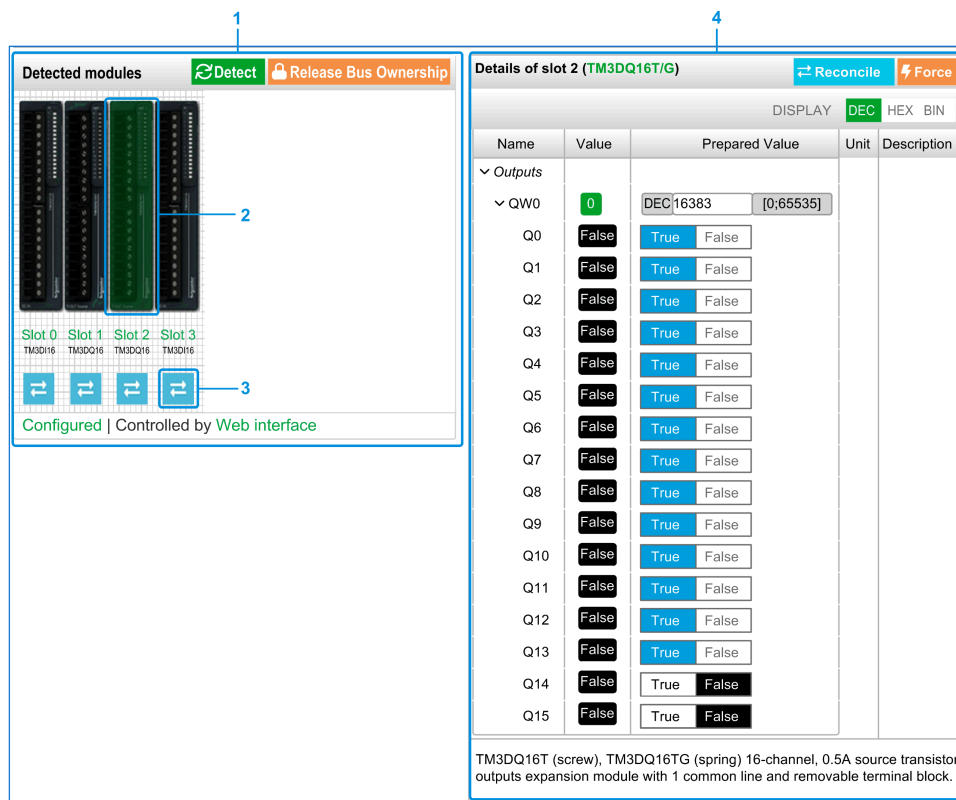 1
4
Detected modules
Detect
Release Bus Ownership
Slot 0 Slot 1 Slot 2 Slot 3
TM3DI16 TM3DQ16 TM3DQ16 TM3DI16
2
3
Configured | Controlled by Web interface
Details of slot 2 (TM3DQ16T/G)
Reconcile
Force
DISPLAY DEC HEX BIN
Name Value Prepared Value Unit Description
Outputs
QW0 0 DEC 16383 [0;65535]
Q0 False True False
Q1 False True False
Q2 False True False
Q3 False True False
Q4 False True False
Q5 False True False
Q6 False True False
Q7 False True False
Q8 False True False
Q9 False True False
Q10 False True False
Q11 False True False
Q12 False True False
Q13 False True False
Q14 False True False
Q15 False True False
TM3DQ16T (screw), TM3DQ16TG (spring) 16-channel, 0.5A source transistor
outputs expansion module with 1 common line and removable terminal block.